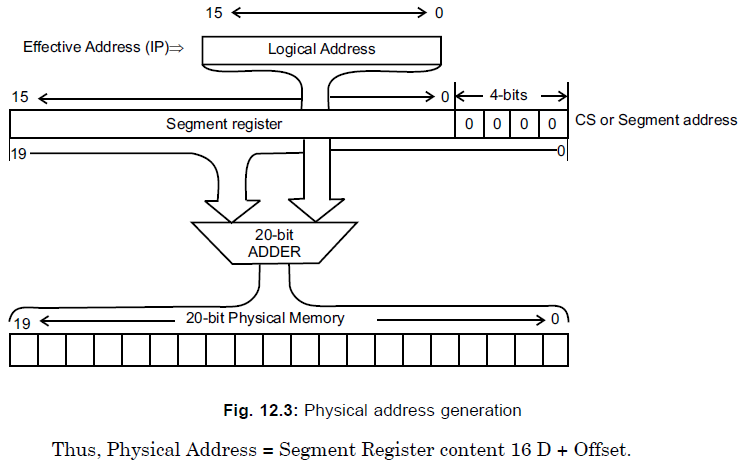 15 0
Effective Address (IP)⇒ Logical Address
15 0 4-bits
Segment register 0 0 0 0 CS or Segment address
19 0
20-bit
ADDER
19 20-bit Physical Memory 0
Fig. 12.3: Physical address generation
Thus, Physical Address = Segment Register content 16 D + Offset.